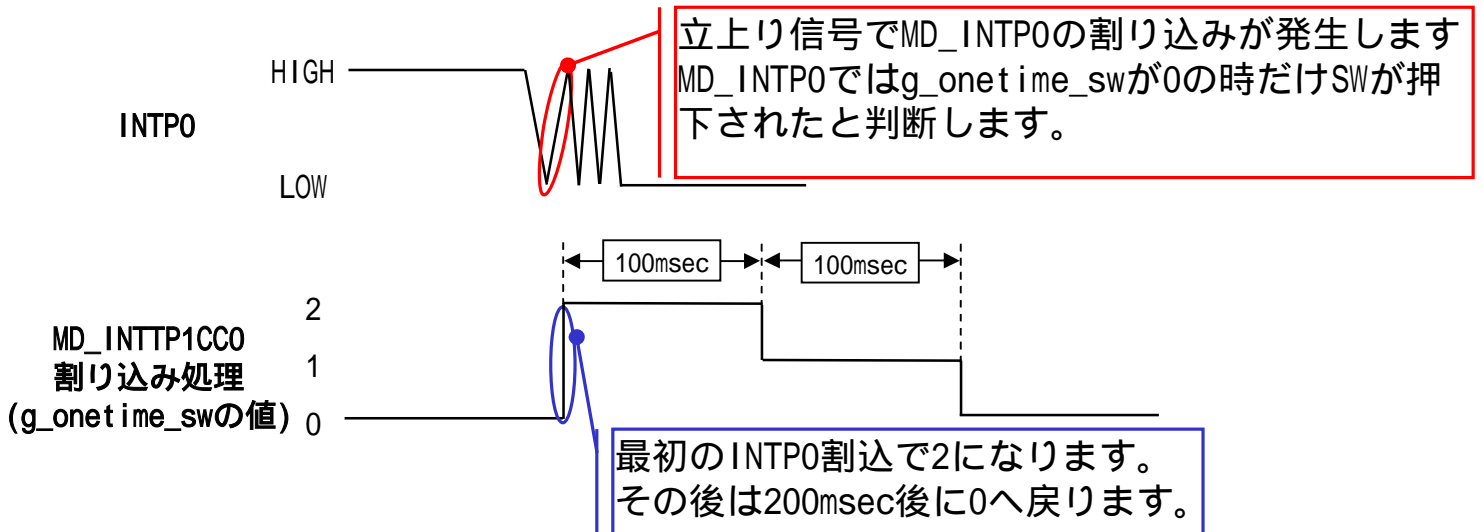 立上り信号でMD_INTP0の割り込みが発生します
MD_INTP0ではg_onetime_swが0の時だけSWが押
下されたと判断します。
HIGH
INTP0
LOW
100msec
100msec
2
MD_INTTP1CC0
1
割り込み処理
(g_onetime_swの値)
0
最初のINTP0割込で2になります。
その後は200msec後に0へ戻ります。